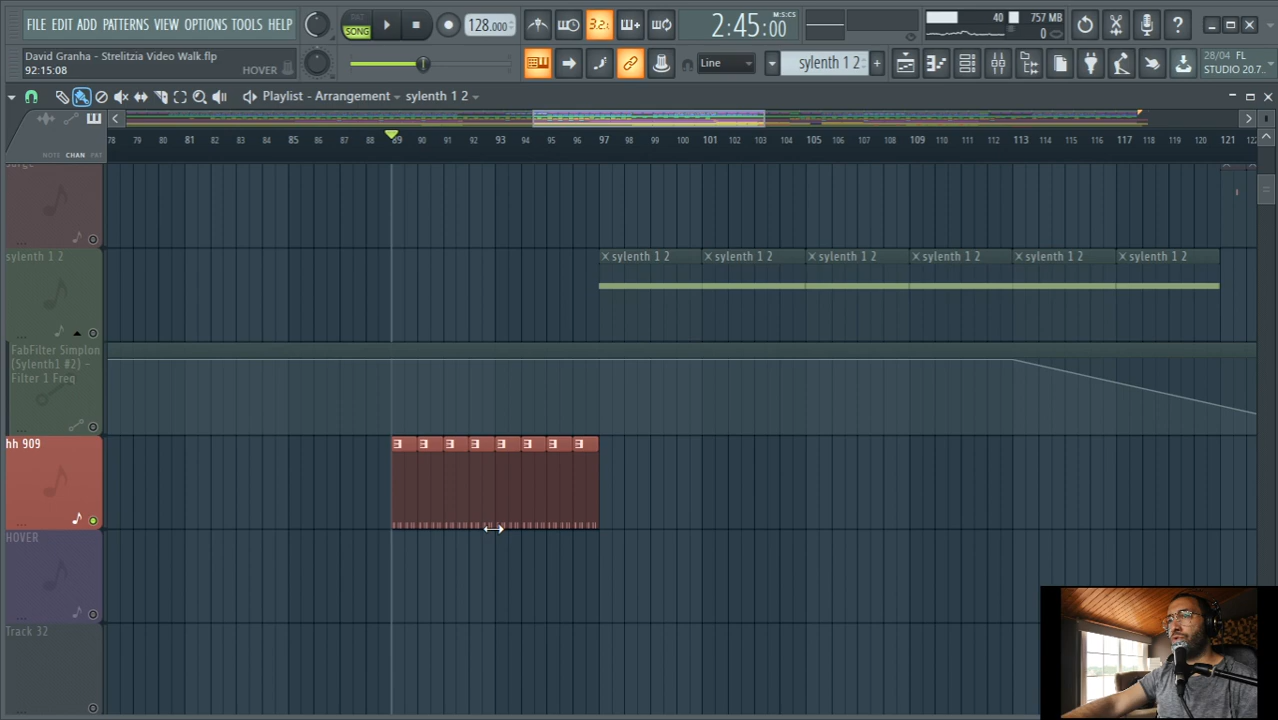 FILE EDIT ADD PATTERNS VIEW OPTIONS TOOLS HELP
PAT
SONG
128.000
3.2.
2:45:00
M:S:CS
40
757 MB
0
David Granha - Strelitzia Video Walk.flp
92:15:08
HOVER
Line
sylenth 1 2
28/04 FL
STUDIO 20.7..
Playlist - Arrangement
sylenth 1 2
NOTE CHAN PAT
78 79 81 82 83 84 85 86 87 88 89 90 91 92 93 94 95 96 97 98 99 100 101 102 103 104 105 106 107 108 109 110 111 112 113 114 115 116 117 118 119 120 121
sylenth 1 2
sylenth 1 2
sylenth 1 2
sylenth 1 2
sylenth 1 2
sylenth 1 2
sylenth 1 2
FabFilter Simplon
(Sylenth1 #2) -
Filter 1 Freq
hh 909
HOVER
Track 32